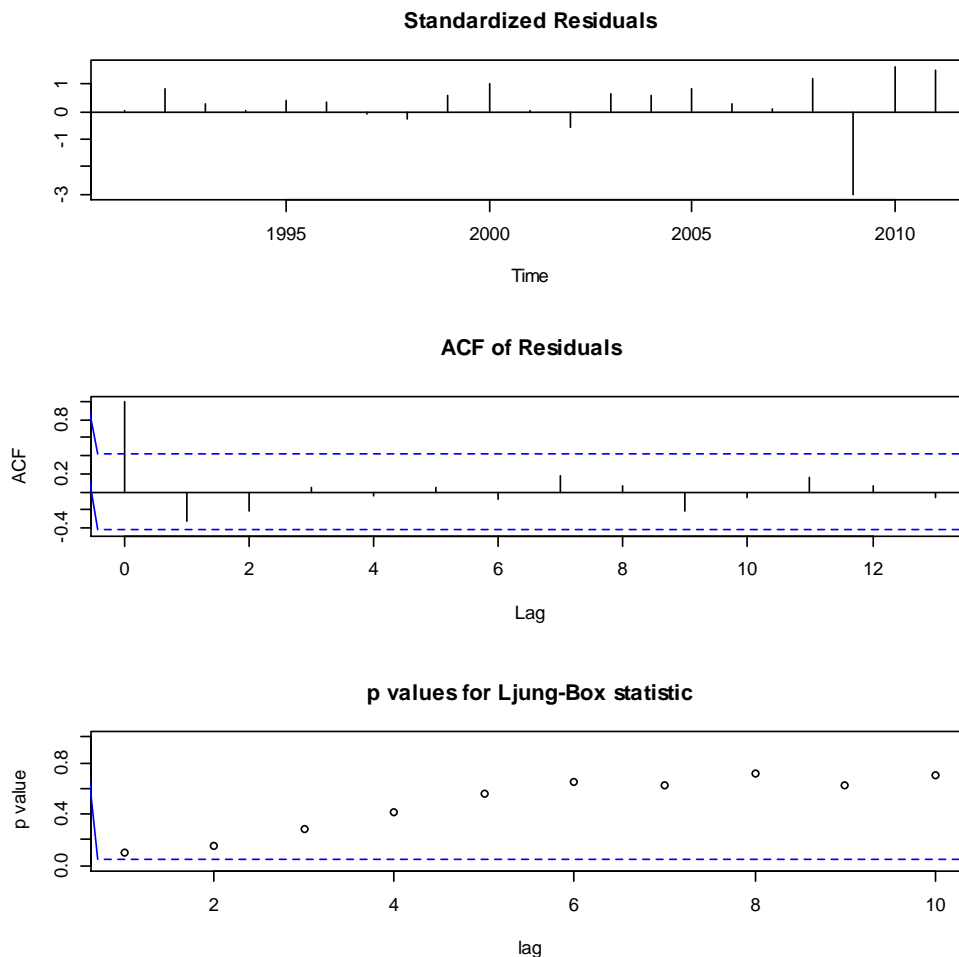 Standardized Residuals
1
0
-1
-3
1995 2000 2005 2010
Time
ACF of Residuals
ACF
0.8
0.2
-0.4
0 2 4 6 8 10 12
Lag
p values for Ljung-Box statistic
p value
0.8
0.4
0.0
2 4 6 8 10
lag